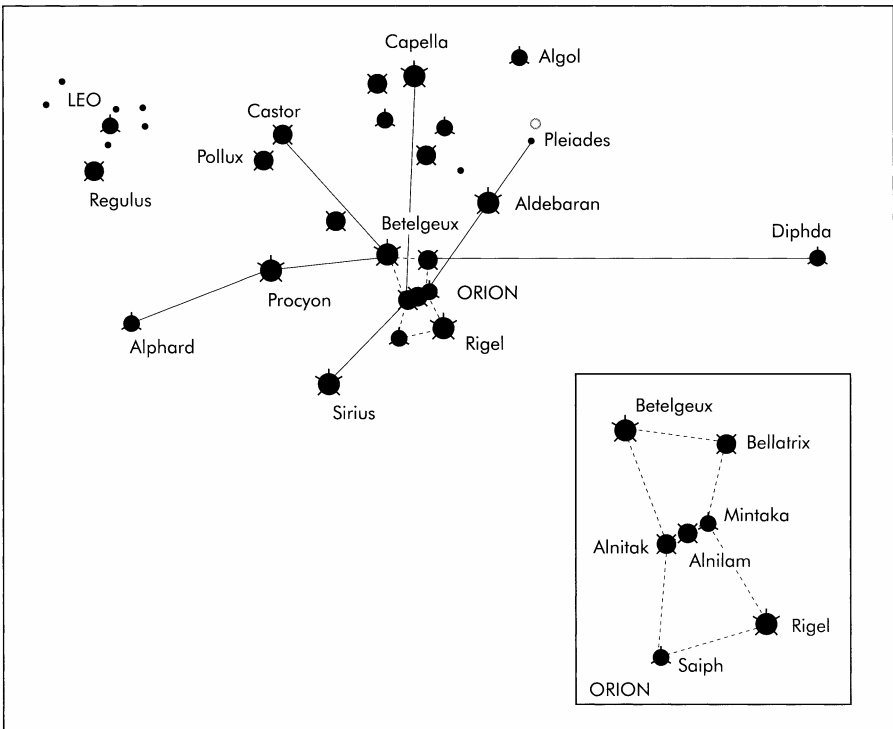 Capella
Algol
LEO
Castor
Pleiades
Pollux
Regulus
Aldebaran
Betelgeux
Diphda
Procyon
ORION
Alphard
Rigel
Sirius
Betelgeux
Bellatrix
Mintaka
Alnitak
Alnilam
Rigel
Saiph
ORION